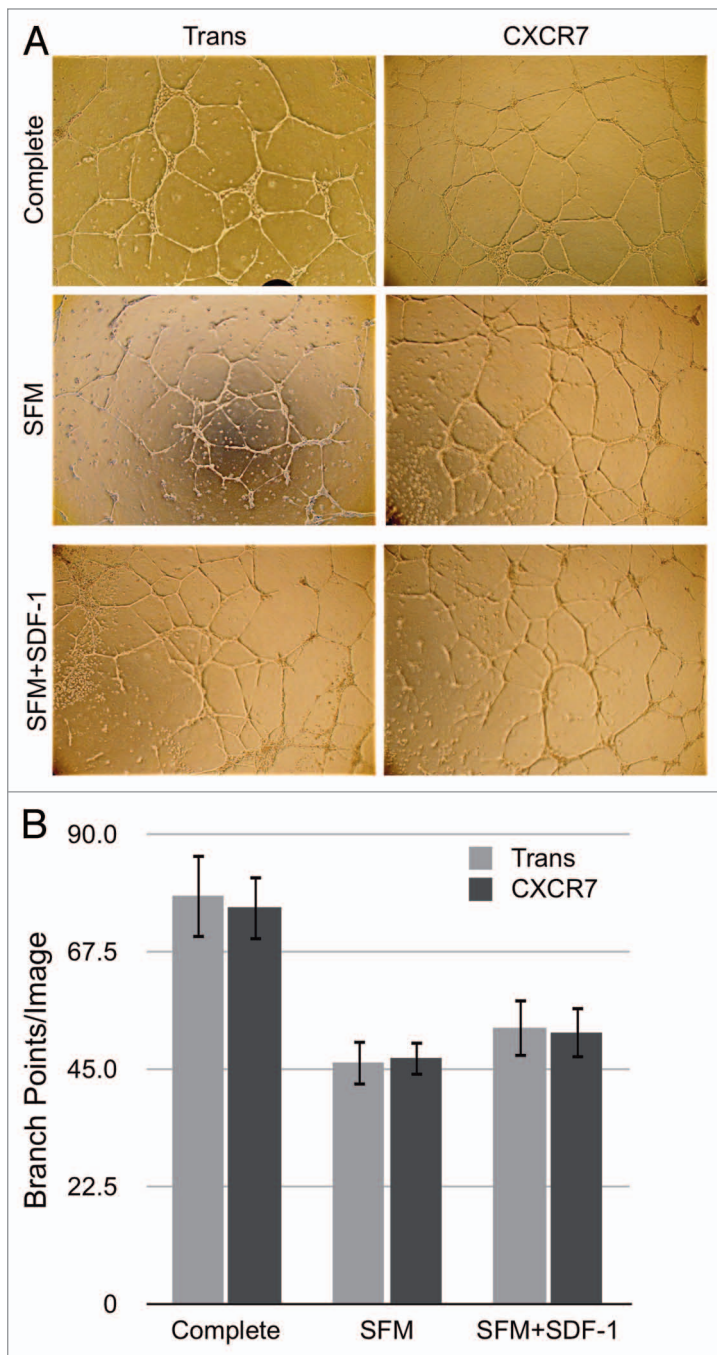 A
Trans
CXCR7
Complete
SFM
SFM+SDF-1
B
90.0
67.5
45.0
22.5
0
Branch Points/Image
Trans
CXCR7
Complete
SFM
SFM+SDF-1